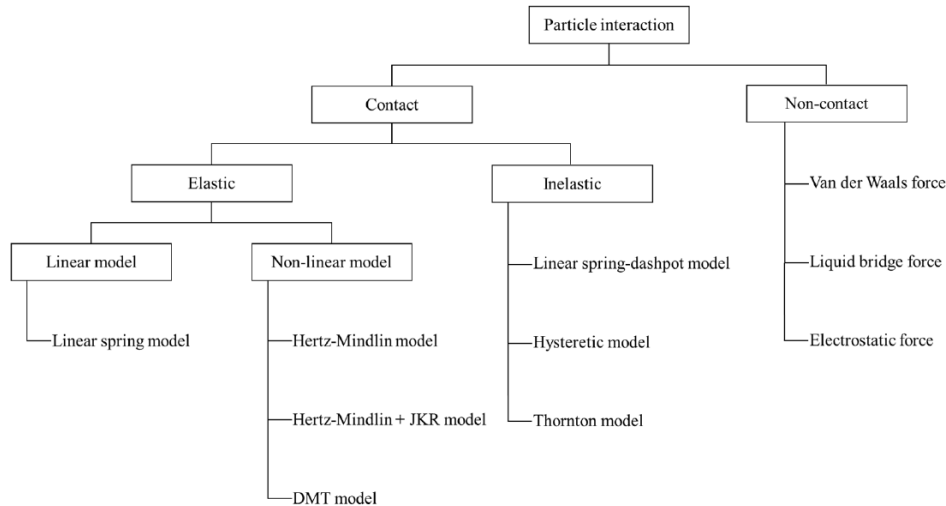 Particle interaction
Contact
Non-contact
Elastic
Inelastic
Van der Waals force
Linear model
Non-linear model
Linear spring-dashpot model
Liquid bridge force
Linear spring model
Hertz-Mindlin model
Hysteretic model
Electrostatic force
Hertz-Mindlin + JKR model
Thornton model
DMT model